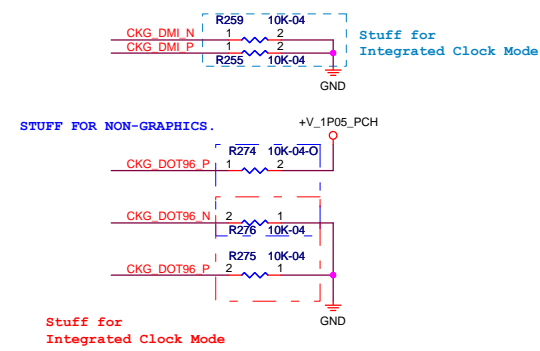 R259 10K-04
CKG_DMI_N 1 2
CKG_DMI_P 1 2
R255 10K-04
Stuff for
Integrated Clock Mode
GND
STUFF FOR NON-GRAPHICS.
+V_1P05_PCH
R274 10K-04-O
CKG_DOT96_P 1 2
CKG_DOT96_N 2 1
R276 10K-04
R275 10K-04
CKG_DOT96_P 2 1
GND
Stuff for
Integrated Clock Mode